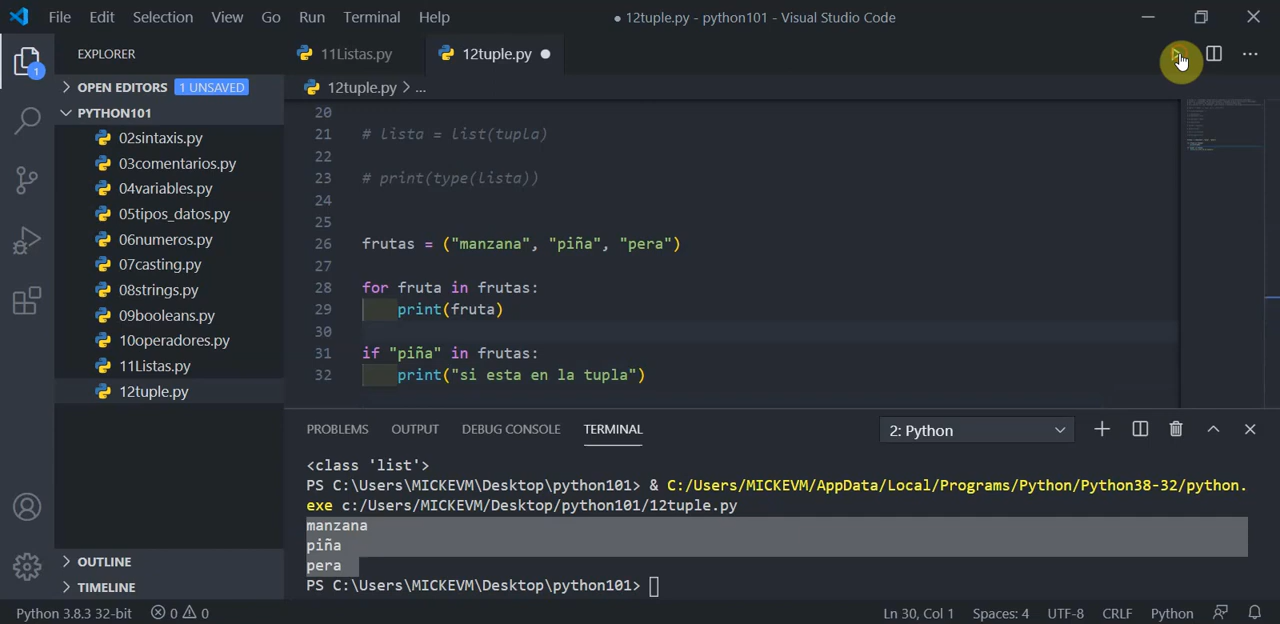 File Edit Selection View Go Run Terminal Help ● 12tuple.py - python101 - Visual Studio Code
EXPLORER
11Listas.py 12tuple.py ●
OPEN EDITORS 1 UNSAVED
12tuple.py > ...
PYTHON101
02sintaxis.py
03comentarios.py
04variables.py
05tipos_datos.py
06numeros.py
07casting.py
08strings.py
09booleans.py
10operadores.py
11Listas.py
12tuple.py
OUTLINE
TIMELINE
1
20
21 # lista = list(tupla)
22
23 # print(type(lista))
24
25
26 frutas = ("manzana", "piña", "pera")
27
28 for fruta in frutas:
29 print(fruta)
30
31 if "piña" in frutas:
32 print("si esta en la tupla")
PROBLEMS OUTPUT DEBUG CONSOLE TERMINAL 2: Python
<class 'list'>
PS C:\Users\MICKEVM\Desktop\python101> & C:/Users/MICKEVM/AppData/Local/Programs/Python/Python38-32/python.
exe c:/Users/MICKEVM/Desktop/python101/12tuple.py
manzana
piña
pera
PS C:\Users\MICKEVM\Desktop\python101>
Python 3.8.3 32-bit 0 0 Ln 30, Col 1 Spaces: 4 UTF-8 CRLF Python